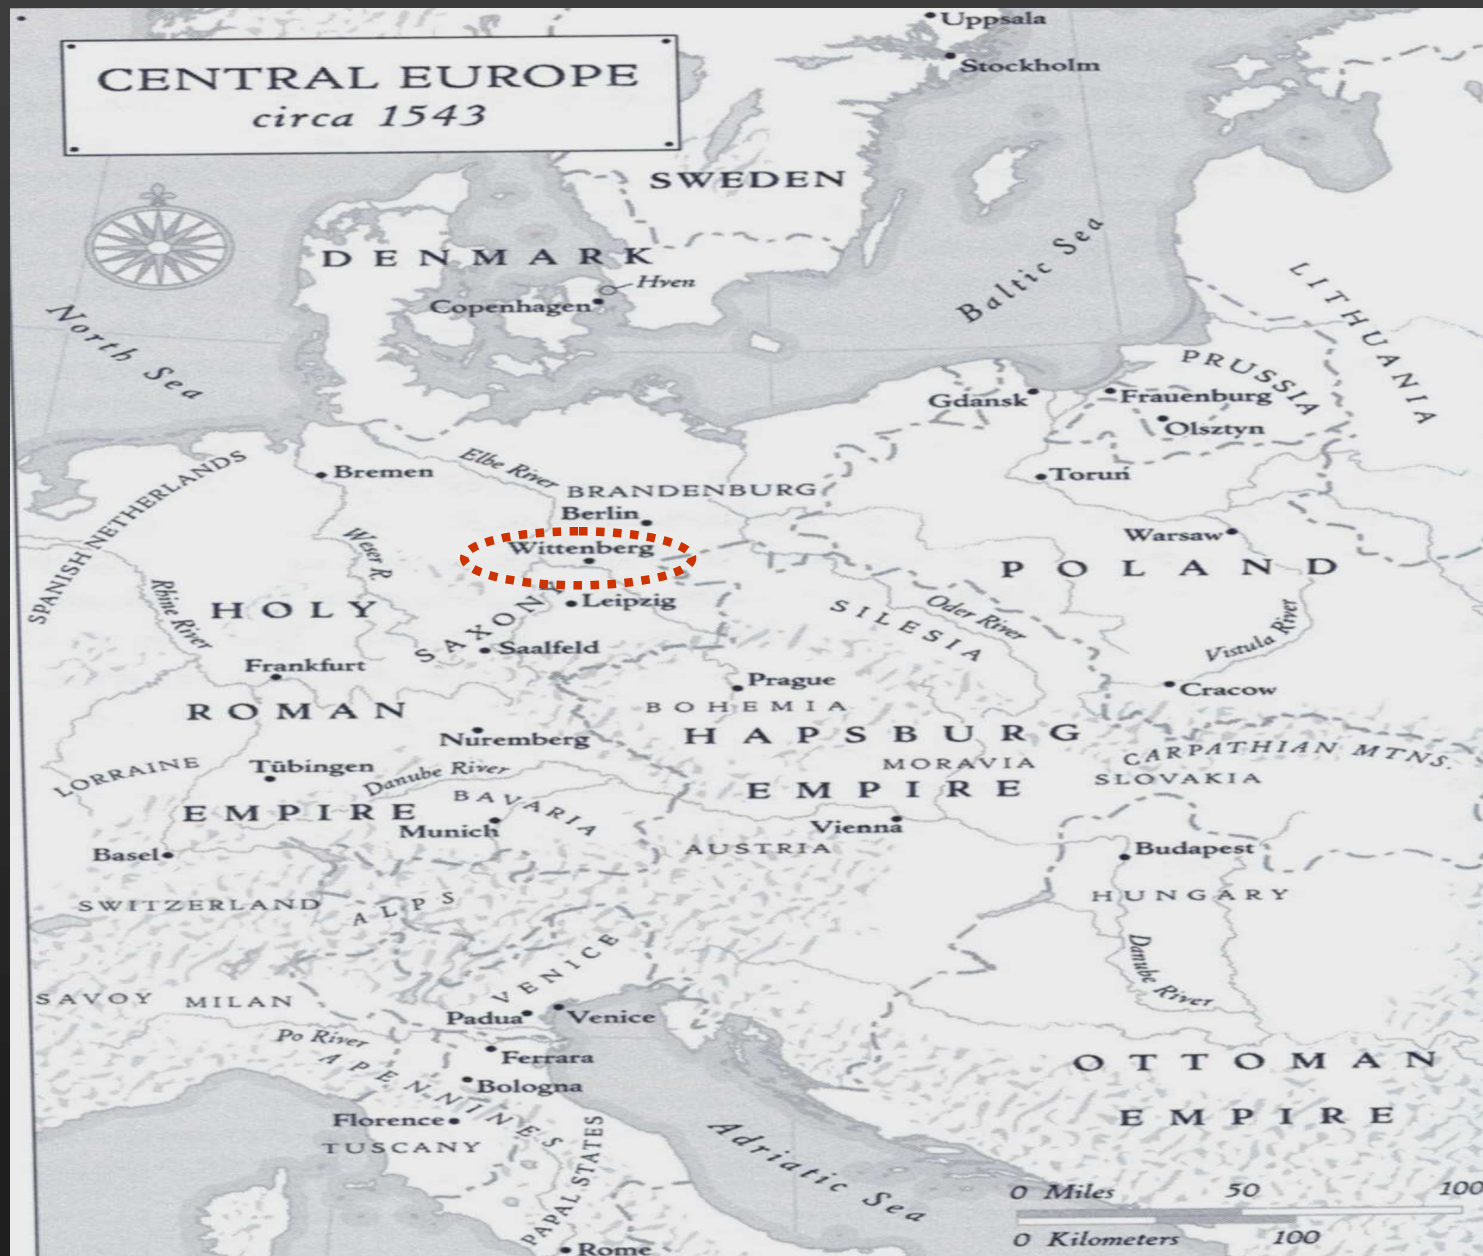 Uppsala
Stockholm
CENTRAL EUROPE
circa 1543
SWEDEN
DENMARK
Hven
Copenhagen
Baltic Sea
North Sea
LITHUANIA
PRUSSIA
Gdansk
Frauenburg
Olsztyn
Toruń
Bremen
Elbe River
BRANDENBURG
Berlin
SPANISH NETHERLANDS
Weser R.
Wittenberg
Warsaw
POLAND
Rhine River
HOLY
SAXONY
Leipzig
SILESIA
Oder River
Vistula River
Saalfeld
Frankfurt
Prague
Cracow
ROMAN
BOHEMIA
Nuremberg
HAPSBURG
CARPATHIAN MTNS.
LORRAINE
Tübingen
Danube River
MORAVIA
SLOVAKIA
EMPIRE
BAVARIA
EMPIRE
Munich
Vienna
Basel
AUSTRIA
Budapest
SWITZERLAND
ALPS
HUNGARY
VENICE
Danube River
SAVOY
MILAN
Padua
Venice
Po River
Ferrara
APENNINES
Bologna
OTTOMAN
EMPIRE
Florence
TUSCANY
PAPAL STATES
Adriatic Sea
0 Miles 50 100
0 Kilometers 100
Rome